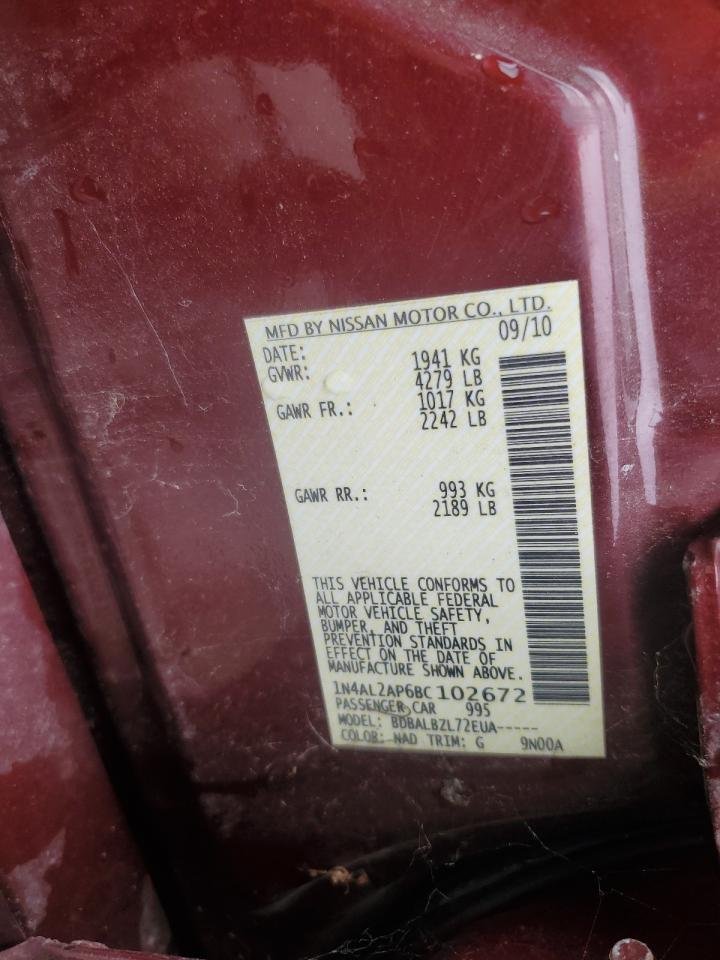 MFD BY NISSAN MOTOR CO., LTD.
DATE: 09/10
GVWR: 1941 KG
4279 LB
GAWR FR.: 1017 KG
2242 LB
GAWR RR.: 993 KG
2189 LB
THIS VEHICLE CONFORMS TO
ALL APPLICABLE FEDERAL
MOTOR VEHICLE SAFETY,
BUMPER, AND THEFT
PREVENTION STANDARDS IN
EFFECT ON THE DATE OF
MANUFACTURE SHOWN ABOVE.
1N4AL2AP6BC102672
PASSENGER CAR 995
MODEL: BDBALBZL72EUA-----
COLOR: NAD TRIM: G 9N00A